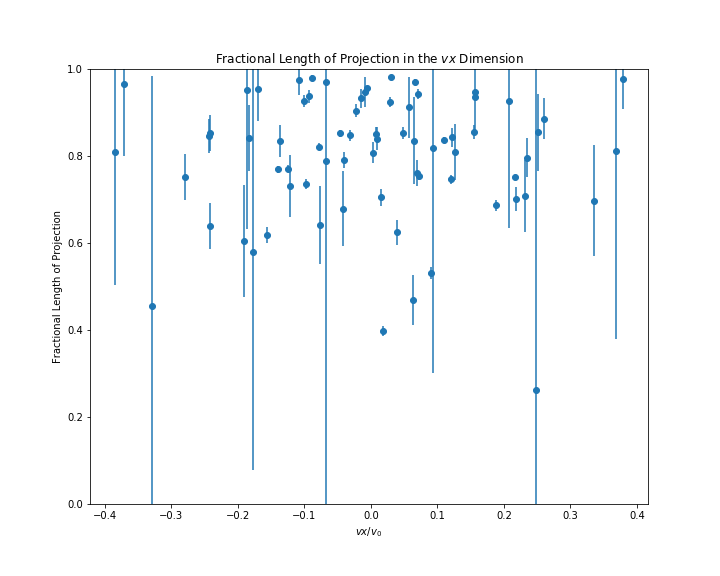 Fractional Length of Projection in the vx Dimension
1.0
0.8
0.6
0.4
0.2
0.0
Fractional Length of Projection
−0.4 −0.3 −0.2 −0.1 0.0 0.1 0.2 0.3 0.4
vx/v₀